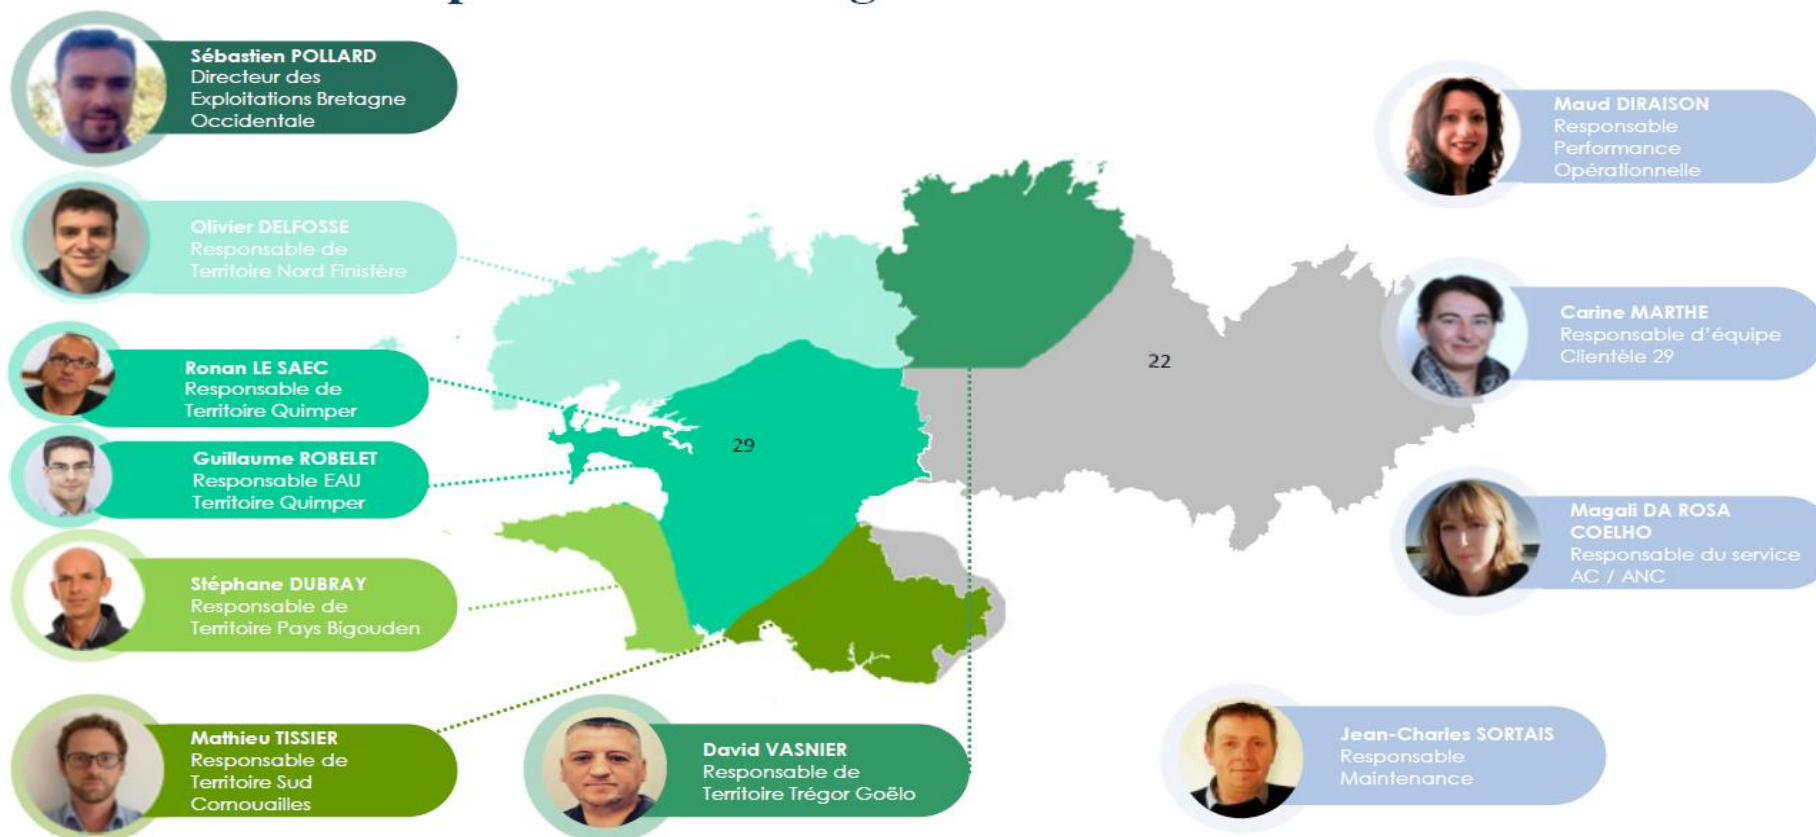 Sébastien POLLARD
Directeur des
Exploitations Bretagne
Occidentale
Olivier DELFOSSE
Responsable de
Territoire Nord Finistère
Ronan LE SAEC
Responsable de
Territoire Quimper
Guillaume ROBELET
Responsable EAU
Territoire Quimper
Stéphane DUBRAY
Responsable de
Territoire Pays Bigouden
Mathieu TISSIER
Responsable de
Territoire Sud
Cornouailles
David VASNIER
Responsable de
Territoire Trégor Goëlo
29
22
Maud DIRAISON
Responsable
Performance
Opérationnelle
Carine MARTHE
Responsable d'équipe
Clientèle 29
Magali DA ROSA
COELHO
Responsable du service
AC / ANC
Jean-Charles SORTAIS
Responsable
Maintenance